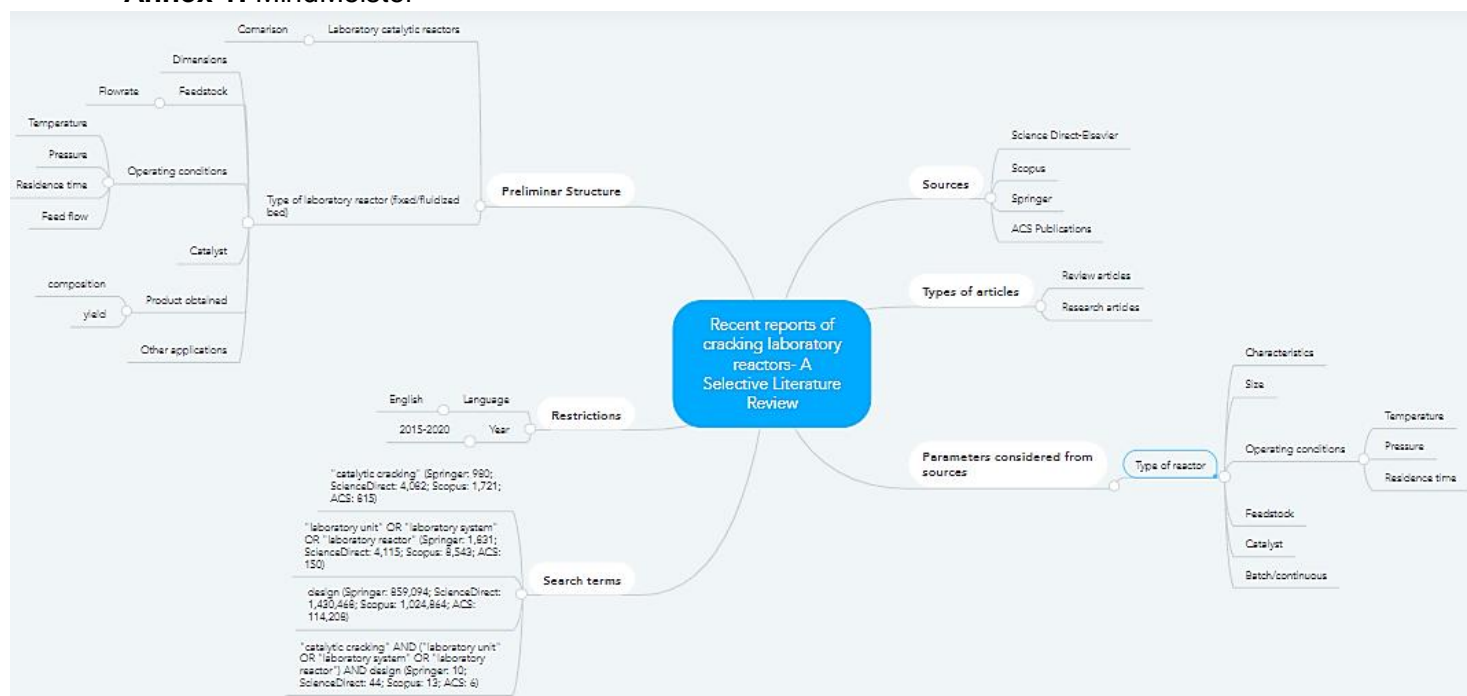 Annex 1. MindMeister
Comarison
Laboratory catalytic reactors
Dimensions
Flowrate
Feedstock
Temperature
Pressure
Residence time
Feed flow
Operating conditions
Type of laboratory reactor (fixed/fluidized
bed)
Catalyst
composition
yield
Product obtained
Other applications
Preliminar Structure
English
Language
2015-2020
Year
Restrictions
"catalytic cracking" (Springer: 980;
ScienceDirect: 4,062; Scopus: 1,721;
ACS: 615)
"laboratory unit" OR "laboratory system"
OR "laboratory reactor" (Springer: 1,631;
ScienceDirect: 4,115; Scopus: 8,543; ACS:
150)
design (Springer: 859,094; ScienceDirect:
1,430,468; Scopus: 1,024,864; ACS:
114,208)
"catalytic cracking" AND ("laboratory unit"
OR "laboratory system" OR "laboratory
reactor") AND design (Springer: 10;
ScienceDirect: 44; Scopus: 13; ACS: 6)
Search terms
Recent reports of
cracking laboratory
reactors- A
Selective Literature
Review
Sources
Science Direct-Elsevier
Scopus
Springer
ACS Publications
Types of articles
Review articles
Research articles
Parameters considered from
sources
Type of reactor
Characteristics
Size
Operating conditions
Temperature
Pressure
Residence time
Feedstock
Catalyst
Batch/continuous